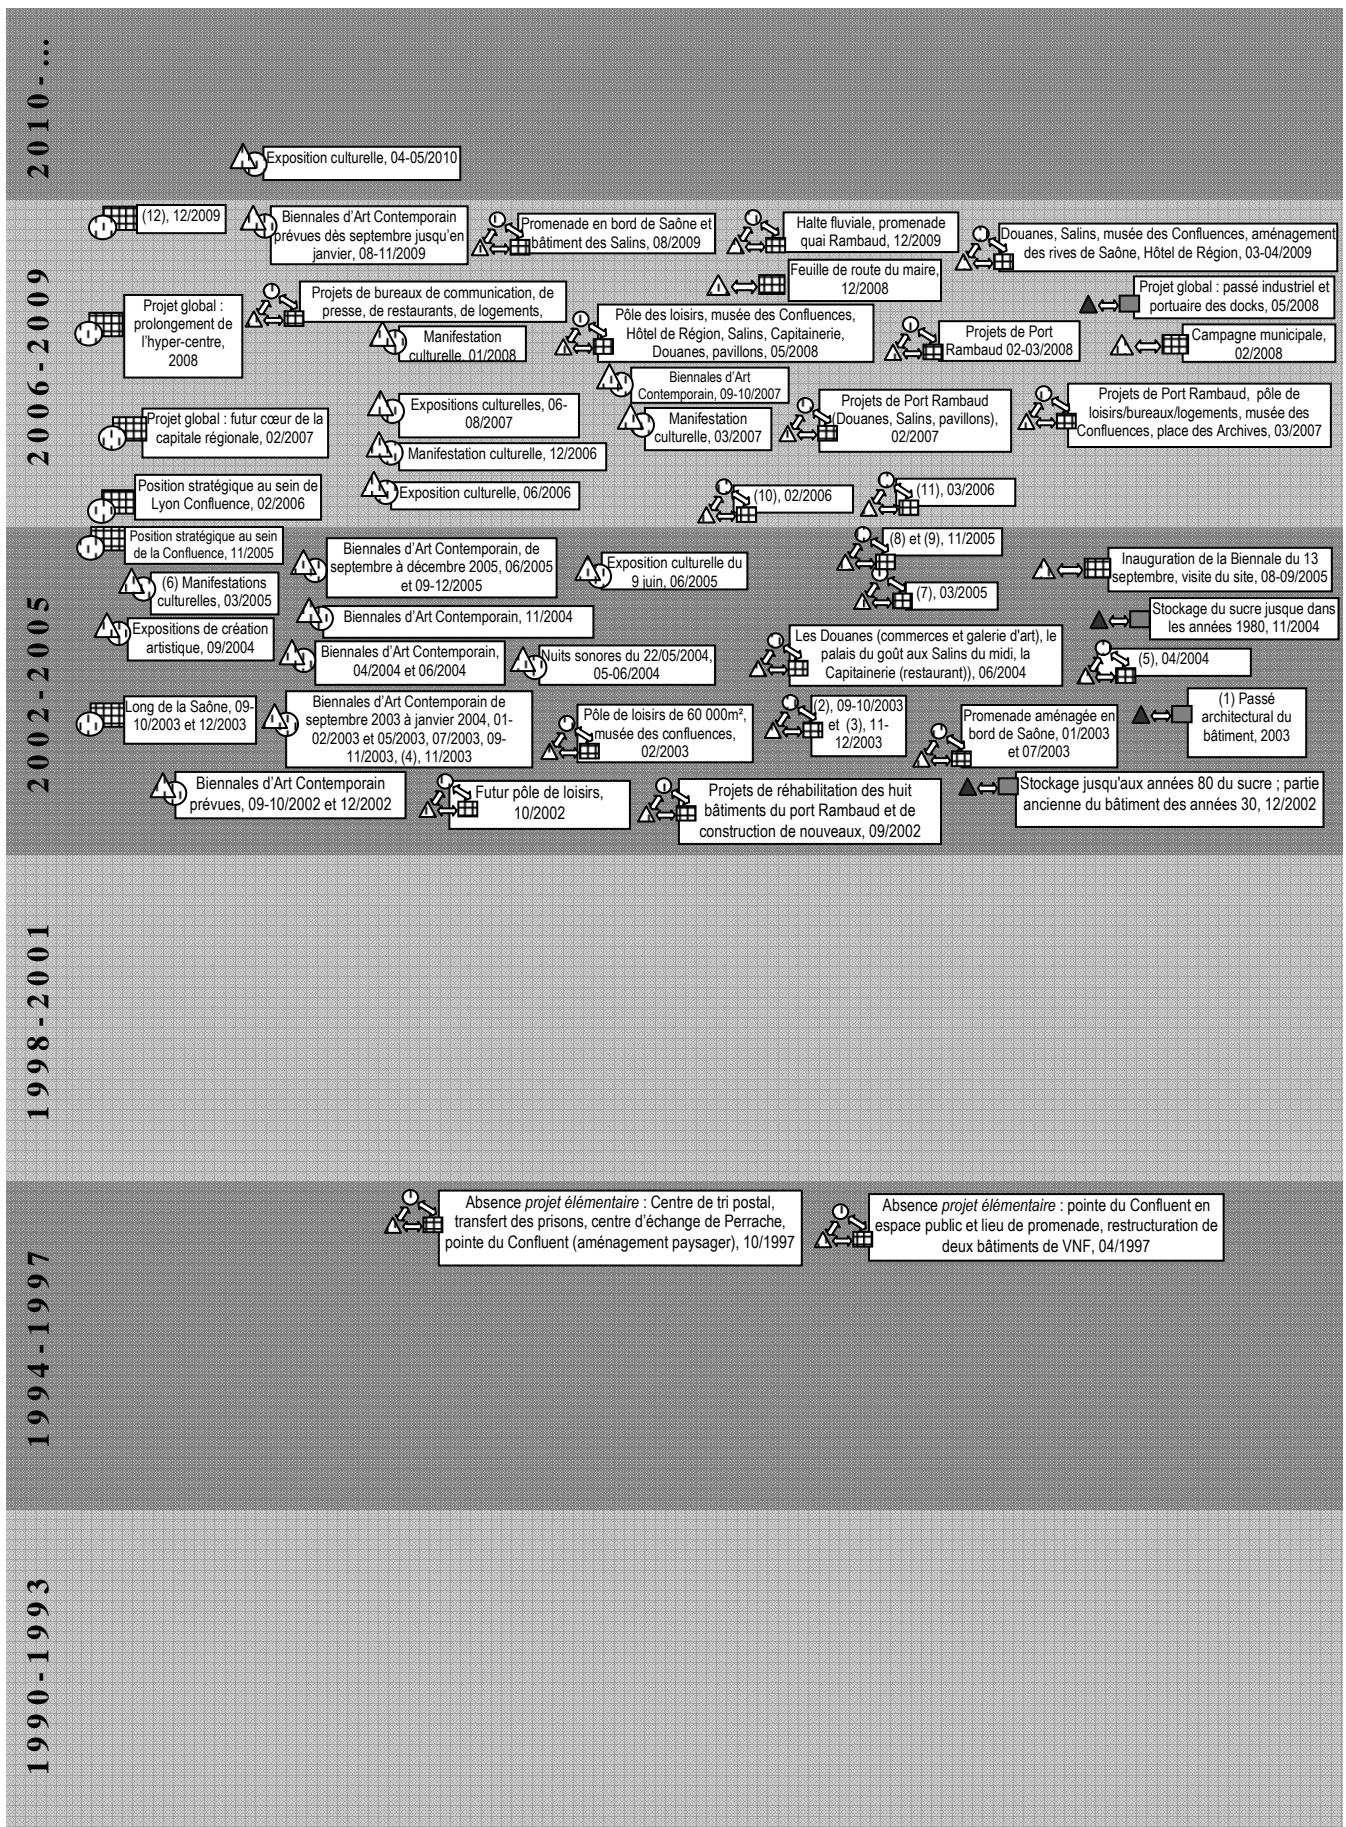 2010-...
Exposition culturelle, 04-05/2010
2006-2009
(12), 12/2009
Biennales d'Art Contemporain
prévues dès septembre jusqu'en
janvier, 08-11/2009
Promenade en bord de Saône et
bâtiment des Salins, 08/2009
Halte fluviale, promenade
quai Rambaud, 12/2009
Douanes, Salins, musée des Confluences, aménagement
des rives de Saône, Hôtel de Région, 03-04/2009
Feuille de route du maire,
12/2008
Projet global : passé industriel et
portuaire des docks, 05/2008
Projet global :
prolongement de
l'hyper-centre,
2008
Projets de bureaux de communication, de
presse, de restaurants, de logements,
Manifestation
culturelle, 01/2008
Pôle des loisirs, musée des Confluences,
Hôtel de Région, Salins, Capitainerie,
Douanes, pavillons, 05/2008
Projets de Port
Rambaud 02-03/2008
Campagne municipale,
02/2008
Biennales d'Art
Contemporain, 09-10/2007
Projet global : futur cœur de la
capitale régionale, 02/2007
Expositions culturelles, 06-
08/2007
Manifestation
culturelle, 03/2007
Projets de Port Rambaud
(Douanes, Salins, pavillons),
02/2007
Projets de Port Rambaud, pôle de
loisirs/bureaux/logements, musée des
Confluences, place des Archives, 03/2007
Manifestation culturelle, 12/2006
Position stratégique au sein de
Lyon Confluence, 02/2006
Exposition culturelle, 06/2006
(10), 02/2006
(11), 03/2006
2002-2005
Position stratégique au sein
de la Confluence, 11/2005
Biennales d'Art Contemporain, de
septembre à décembre 2005, 06/2005
et 09-12/2005
Exposition culturelle du
9 juin, 06/2005
(8) et (9), 11/2005
Inauguration de la Biennale du 13
septembre, visite du site, 08-09/2005
(6) Manifestations
culturelles, 03/2005
(7), 03/2005
Biennales d'Art Contemporain, 11/2004
Stockage du sucre jusque dans
les années 1980, 11/2004
Expositions de création
artistique, 09/2004
Biennales d'Art Contemporain,
04/2004 et 06/2004
Nuits sonores du 22/05/2004,
05-06/2004
Les Douanes (commerces et galerie d'art), le
palais du goût aux Salins du midi, la
Capitainerie (restaurant)), 06/2004
(5), 04/2004
Long de la Saône, 09-
10/2003 et 12/2003
Biennales d'Art Contemporain de
septembre 2003 à janvier 2004, 01-
02/2003 et 05/2003, 07/2003, 09-
11/2003, (4), 11/2003
Pôle de loisirs de 60 000m²,
musée des confluences,
02/2003
(2), 09-10/2003
et (3), 11-
12/2003
Promenade aménagée en
bord de Saône, 01/2003
et 07/2003
(1) Passé
architectural du
bâtiment, 2003
Biennales d'Art Contemporain
prévues, 09-10/2002 et 12/2002
Futur pôle de loisirs,
10/2002
Projets de réhabilitation des huit
bâtiments du port Rambaud et de
construction de nouveaux, 09/2002
Stockage jusqu'aux années 80 du sucre ; partie
ancienne du bâtiment des années 30, 12/2002
1998-2001
1994-1997
Absence projet élémentaire : Centre de tri postal,
transfert des prisons, centre d'échange de Perrache,
pointe du Confluent (aménagement paysager), 10/1997
Absence projet élémentaire : pointe du Confluent en
espace public et lieu de promenade, restructuration de
deux bâtiments de VNF, 04/1997
1990-1993